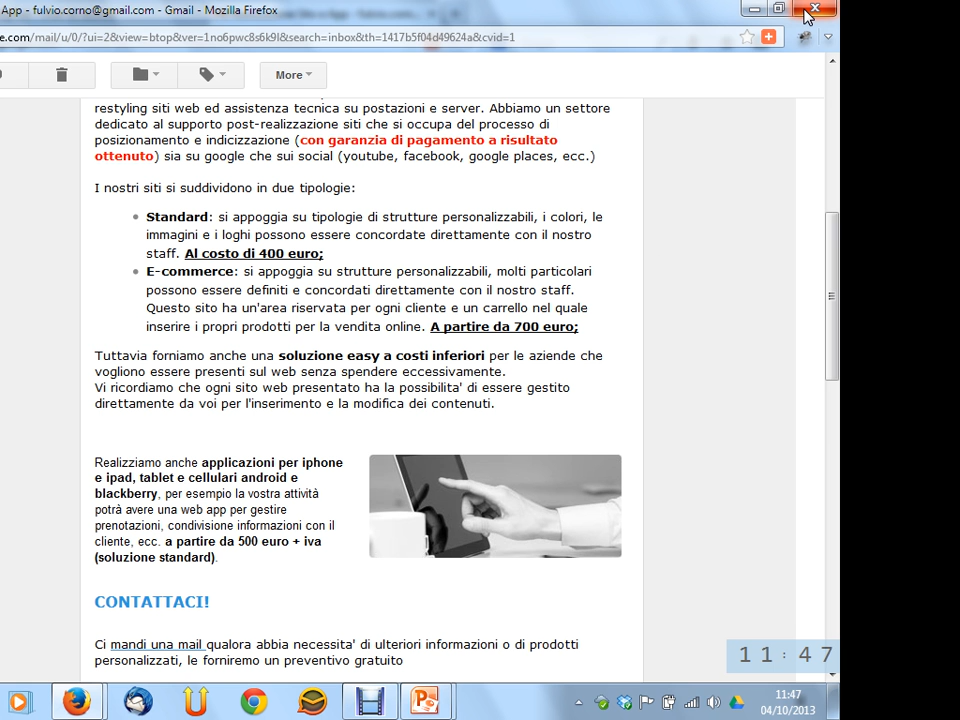 App - fulvio.corno@gmail.com - Gmail - Mozilla Firefox
e.com/mail/u/0/?ui=2&view=btop&ver=1no6pwc8s6k9l&search=inbox&th=1417b5f04d49624a&cvid=1
More
restyling siti web ed assistenza tecnica su postazioni e server. Abbiamo un settore
dedicato al supporto post-realizzazione siti che si occupa del processo di
posizionamento e indicizzazione (con garanzia di pagamento a risultato
ottenuto) sia su google che sui social (youtube, facebook, google places, ecc.)
I nostri siti si suddividono in due tipologie:
Standard: si appoggia su tipologie di strutture personalizzabili, i colori, le
immagini e i loghi possono essere concordate direttamente con il nostro
staff. Al costo di 400 euro;
E-commerce: si appoggia su strutture personalizzabili, molti particolari
possono essere definiti e concordati direttamente con il nostro staff.
Questo sito ha un'area riservata per ogni cliente e un carrello nel quale
inserire i propri prodotti per la vendita online. A partire da 700 euro;
Tuttavia forniamo anche una soluzione easy a costi inferiori per le aziende che
vogliono essere presenti sul web senza spendere eccessivamente.
Vi ricordiamo che ogni sito web presentato ha la possibilita' di essere gestito
direttamente da voi per l'inserimento e la modifica dei contenuti.
Realizziamo anche applicazioni per iphone
e ipad, tablet e cellulari android e
blackberry, per esempio la vostra attività
potrà avere una web app per gestire
prenotazioni, condivisione informazioni con il
cliente, ecc. a partire da 500 euro + iva
(soluzione standard).
CONTATTACI!
Ci mandi una mail qualora abbia necessita' di ulteriori informazioni o di prodotti
personalizzati, le forniremo un preventivo gratuito
11:47
11:47
04/10/2013